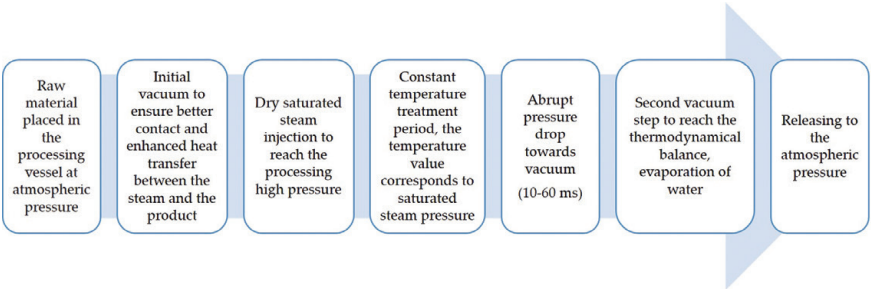 Raw
material
placed in
the
processing
vessel at
atmospheric
pressure
Initial
vacuum to
ensure better
contact and
enhanced heat
transfer
between the
steam and the
product
Dry saturated
steam
injection to
reach the
processing
high pressure
Constant
temperature
treatment
period, the
temperature
value
corresponds to
saturated
steam pressure
Abrupt
pressure
drop
towards
vacuum
(10-60 ms)
Second vacuum
step to reach the
thermodynamical
balance,
evaporation of
water
Releasing to
the
atmospheric
pressure